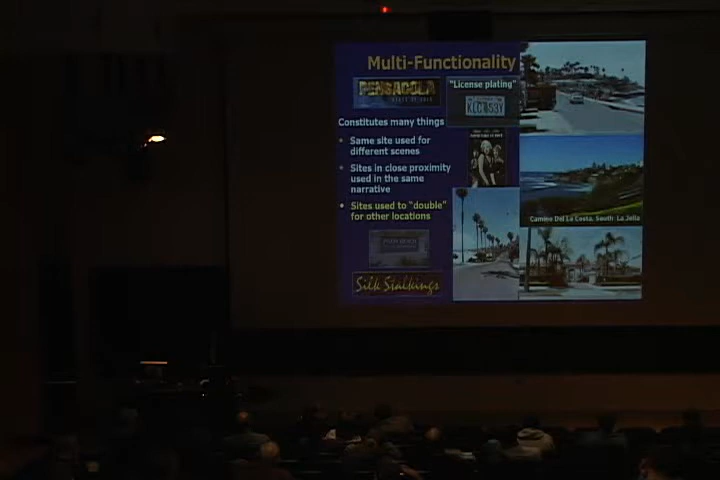 Multi-Functionality
PENSACOLA
"License plating"
Constitutes many things
• Same site used for
different scenes
• Sites in close proximity
used in the same
narrative
• Sites used to "double"
for other locations
Camino Del La Costa, South La Jolla
PALM BEACH
Silk Stalkings